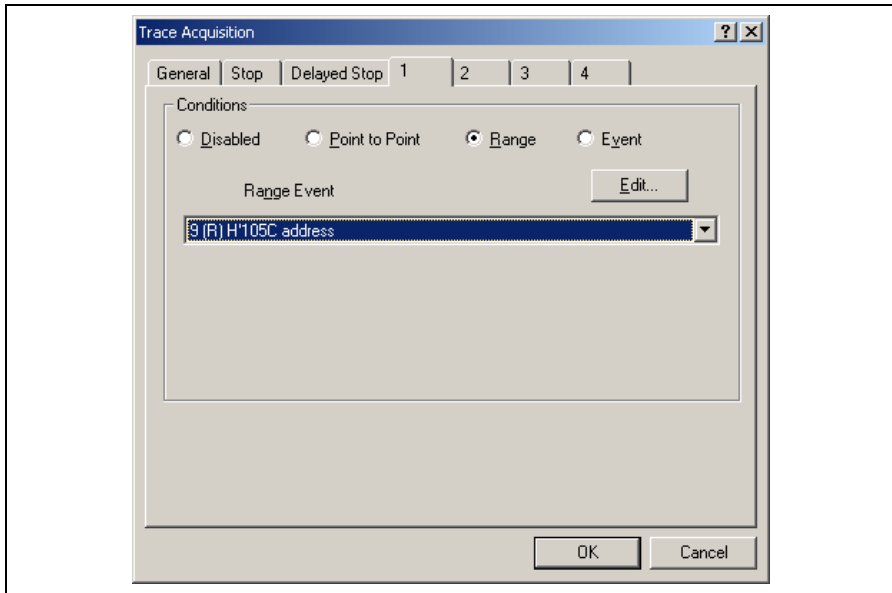 Trace Acquisition
General Stop Delayed Stop 1 2 3 4
Conditions
Disabled Point to Point Range Event
Range Event Edit...
9 (R) H'105C address
OK Cancel